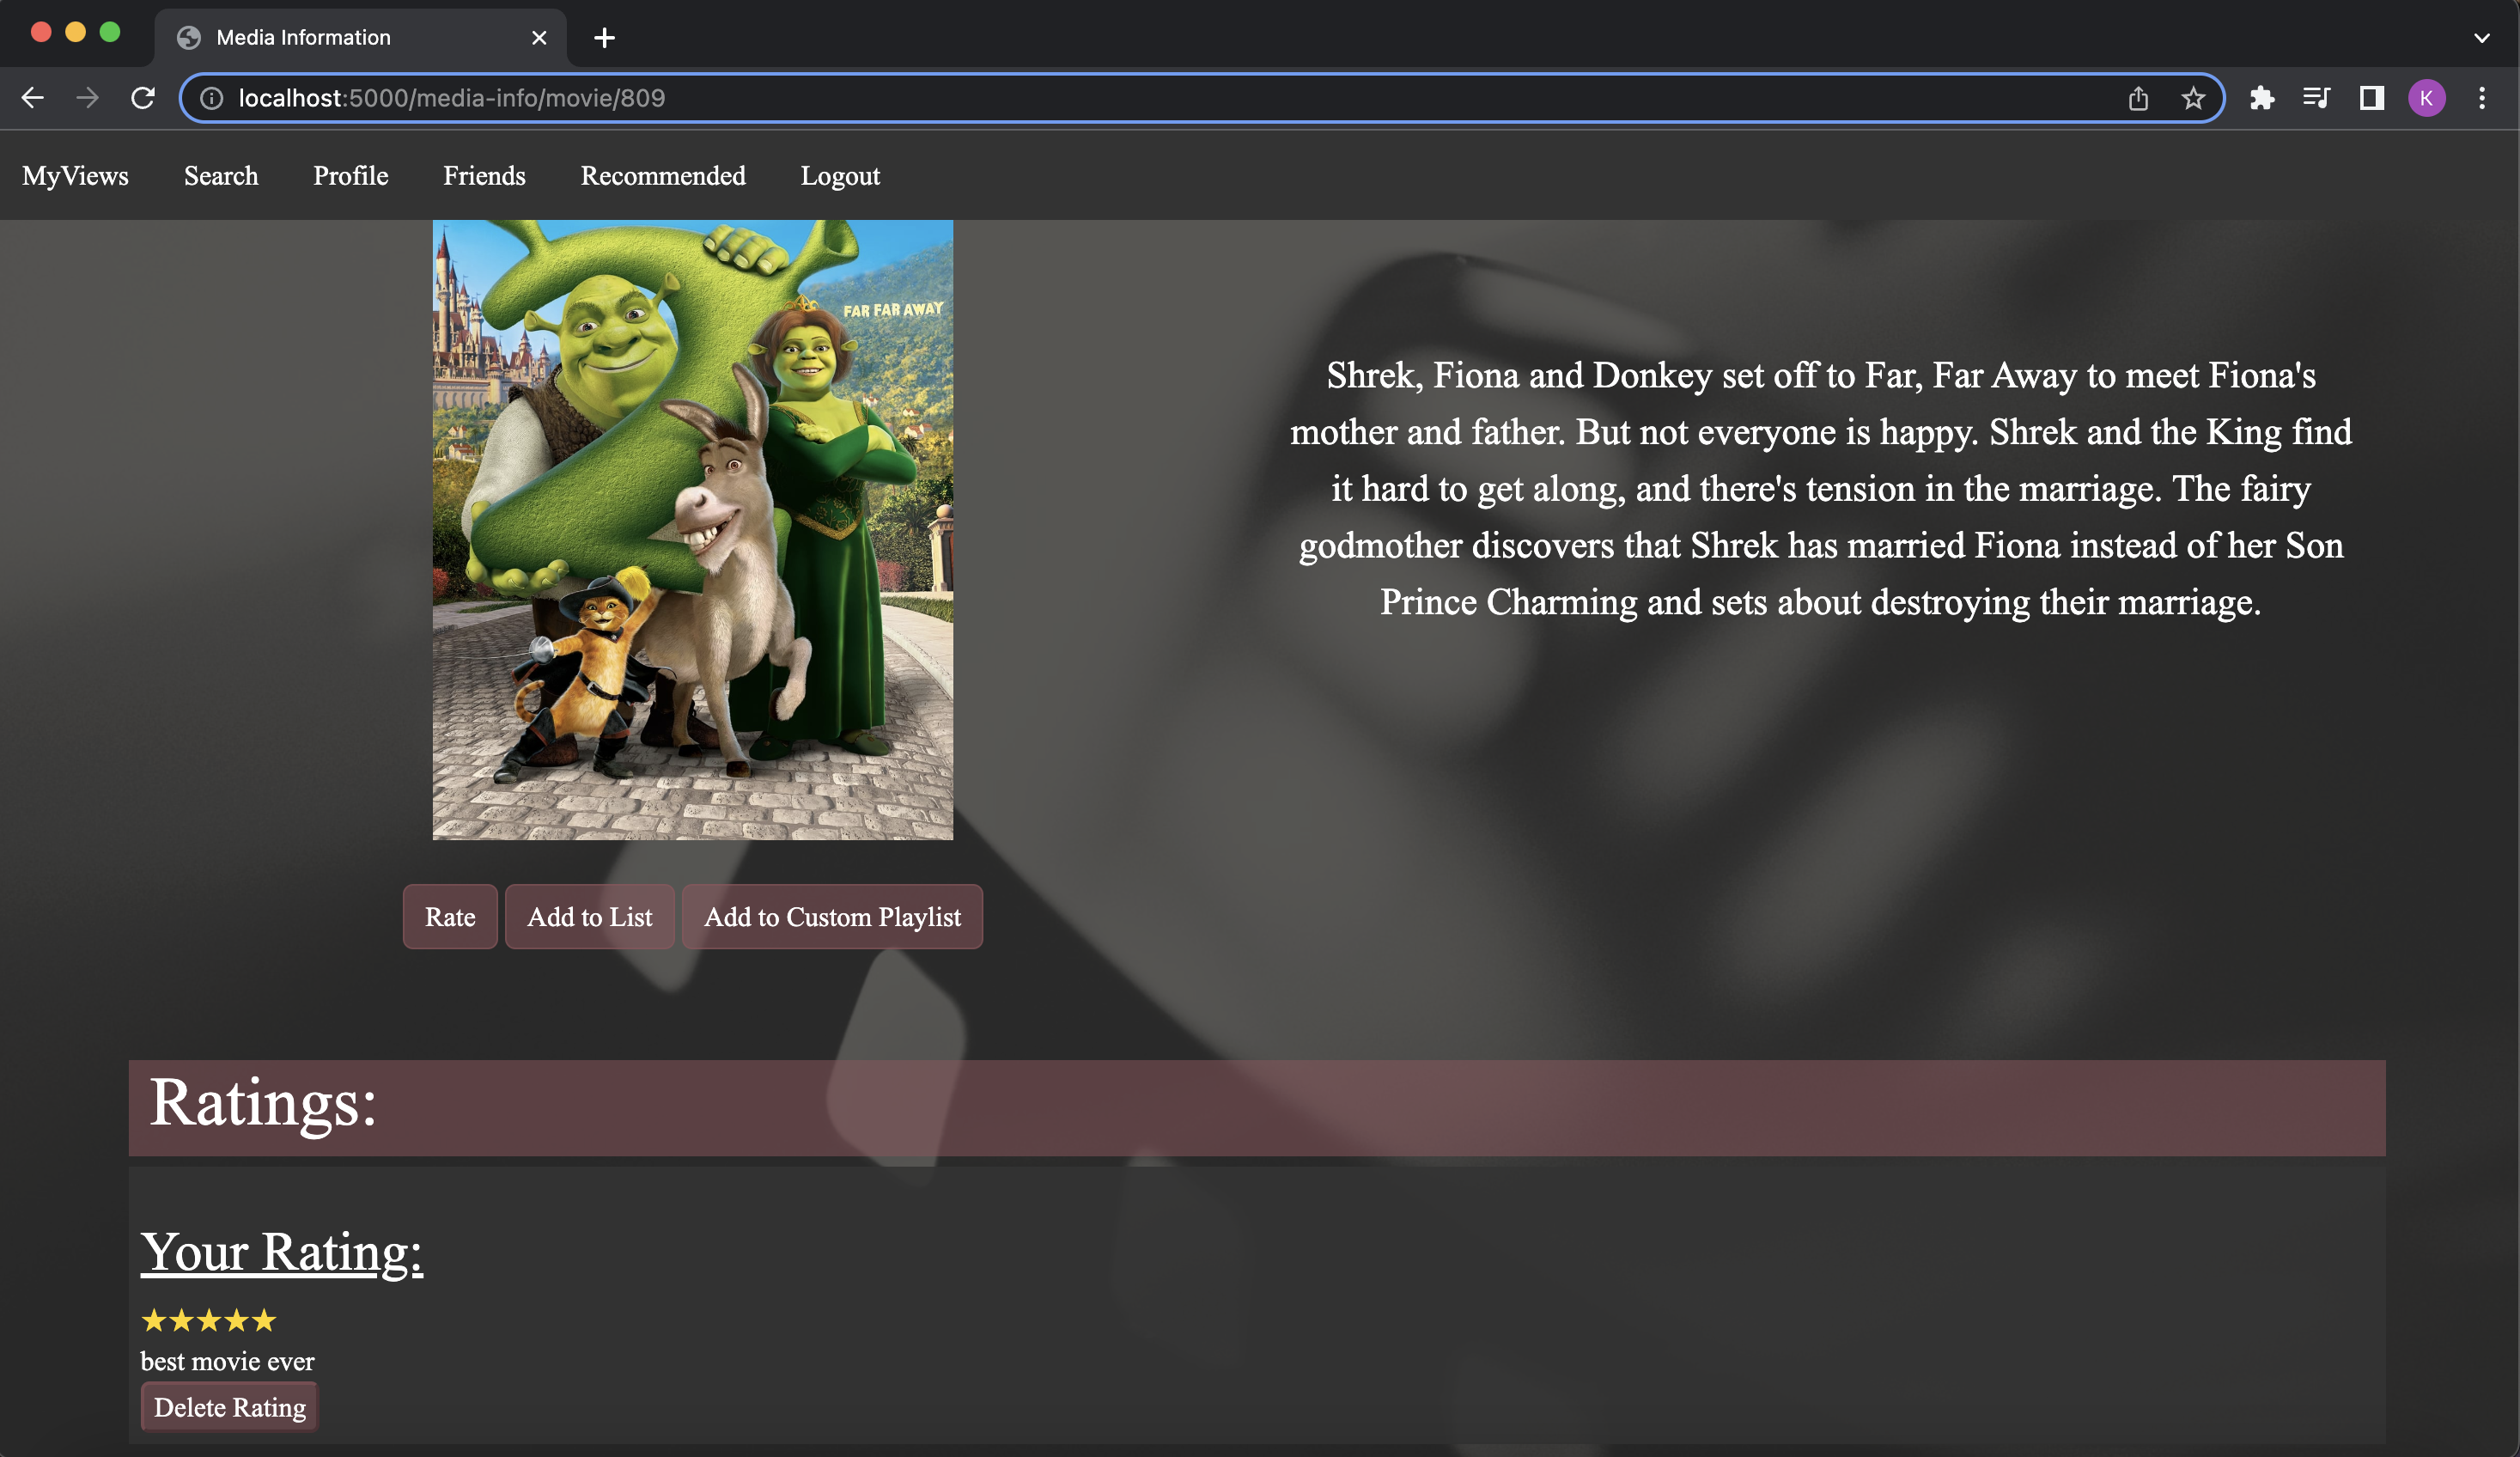 Media Information
localhost:5000/media-info/movie/809
K
MyViews Search Profile Friends Recommended Logout
FAR FAR AWAY
Shrek, Fiona and Donkey set off to Far, Far Away to meet Fiona's
mother and father. But not everyone is happy. Shrek and the King find
it hard to get along, and there's tension in the marriage. The fairy
godmother discovers that Shrek has married Fiona instead of her Son
Prince Charming and sets about destroying their marriage.
Rate Add to List Add to Custom Playlist
Ratings:
Your Rating:
best movie ever
Delete Rating